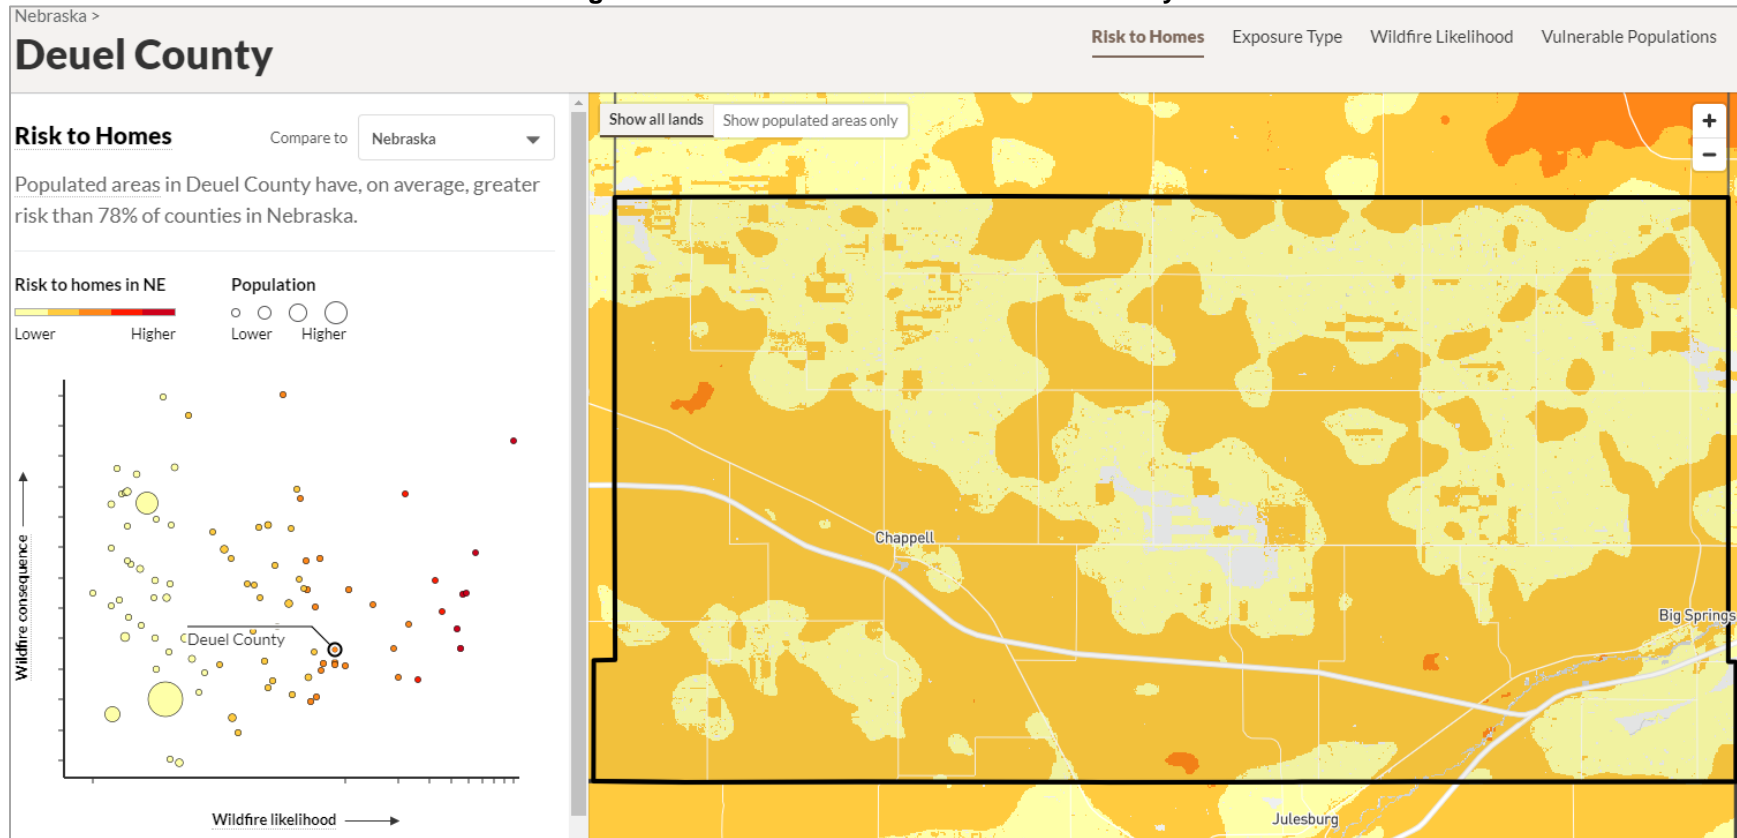 Nebraska >
Deuel County
Risk to Homes Exposure Type Wildfire Likelihood Vulnerable Populations
Risk to Homes
Compare to
Nebraska
Populated areas in Deuel County have, on average, greater
risk than 78% of counties in Nebraska.
Risk to homes in NE
Lower Higher
Population
Lower Higher
Wildfire consequence
Deuel County
Wildfire likelihood
Show all lands
Show populated areas only
+
−
Chappell
Big Springs
Julesburg